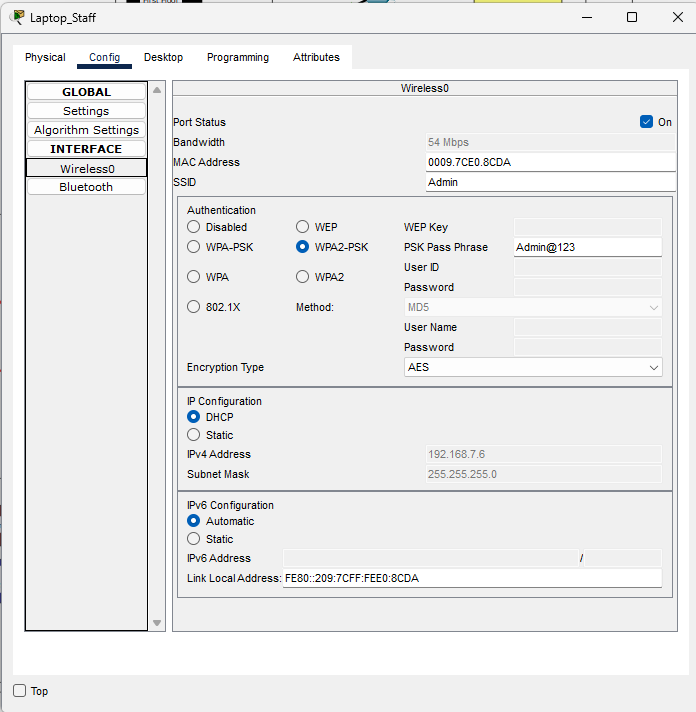 Laptop_Staff
Physical Config Desktop Programming Attributes
GLOBAL
Settings
Algorithm Settings
INTERFACE
Wireless0
Bluetooth
Wireless0
Port Status On
Bandwidth 54 Mbps
MAC Address 0009.7CE0.8CDA
SSID Admin
Authentication
Disabled WEP WEP Key
WPA-PSK WPA2-PSK PSK Pass Phrase Admin@123
User ID
WPA WPA2 Password
802.1X Method: MD5
User Name
Password
Encryption Type AES
IP Configuration
DHCP
Static
IPv4 Address 192.168.7.6
Subnet Mask 255.255.255.0
IPv6 Configuration
Automatic
Static
IPv6 Address /
Link Local Address: FE80::209:7CFF:FEE0:8CDA
Top